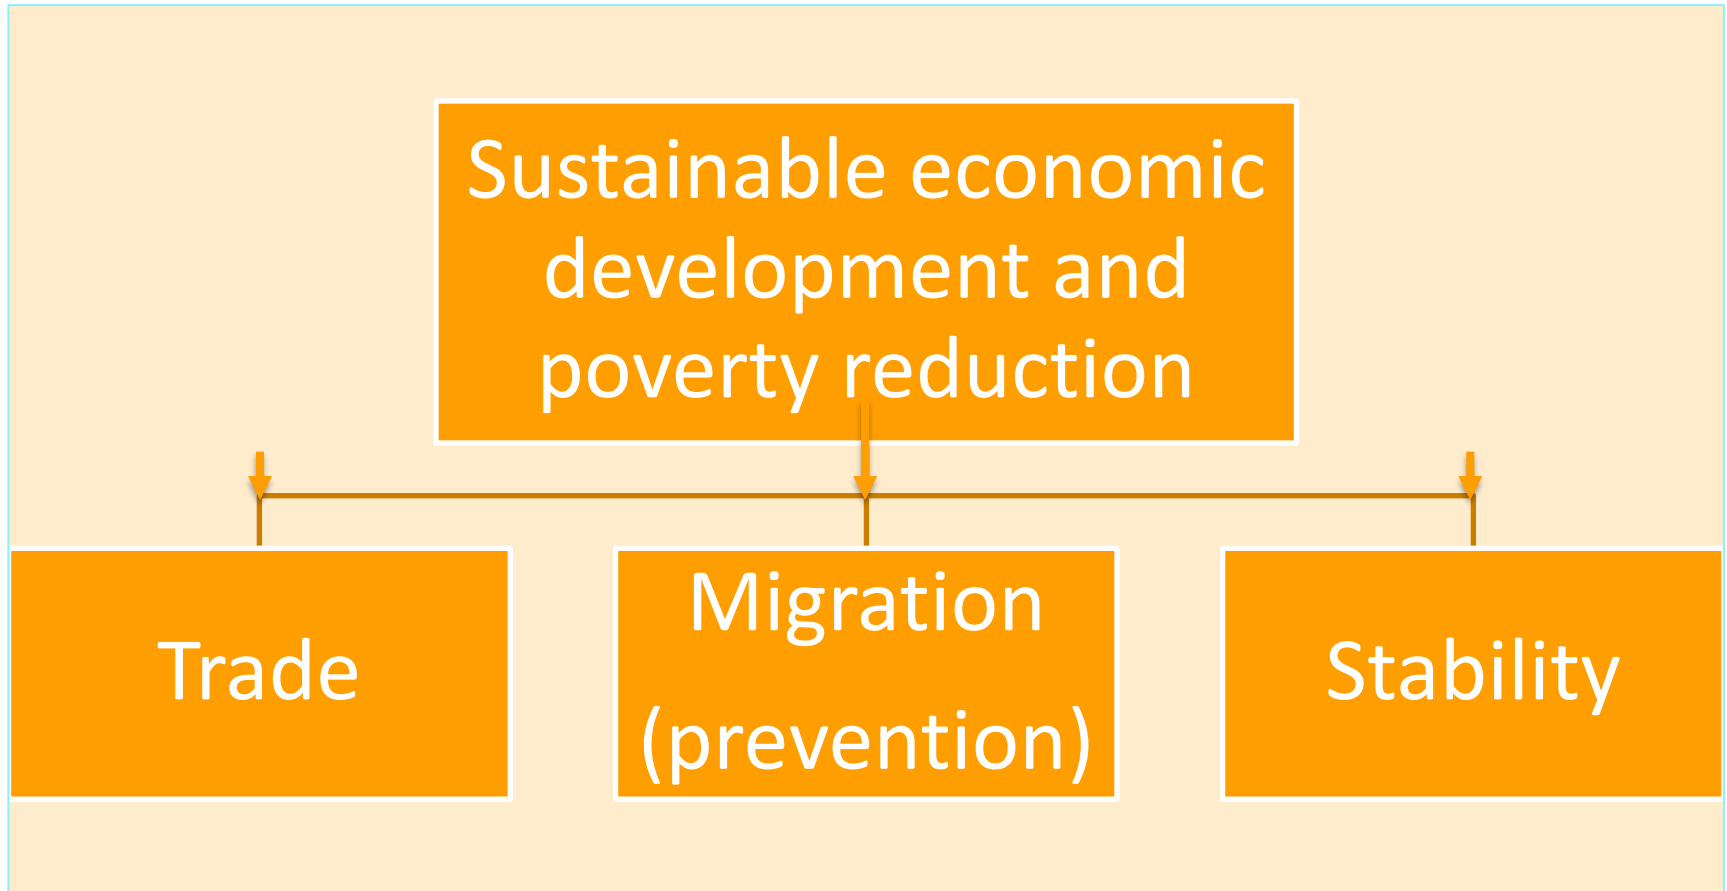 Sustainable economic
development and
poverty reduction
Trade
Migration
(prevention)
Stability